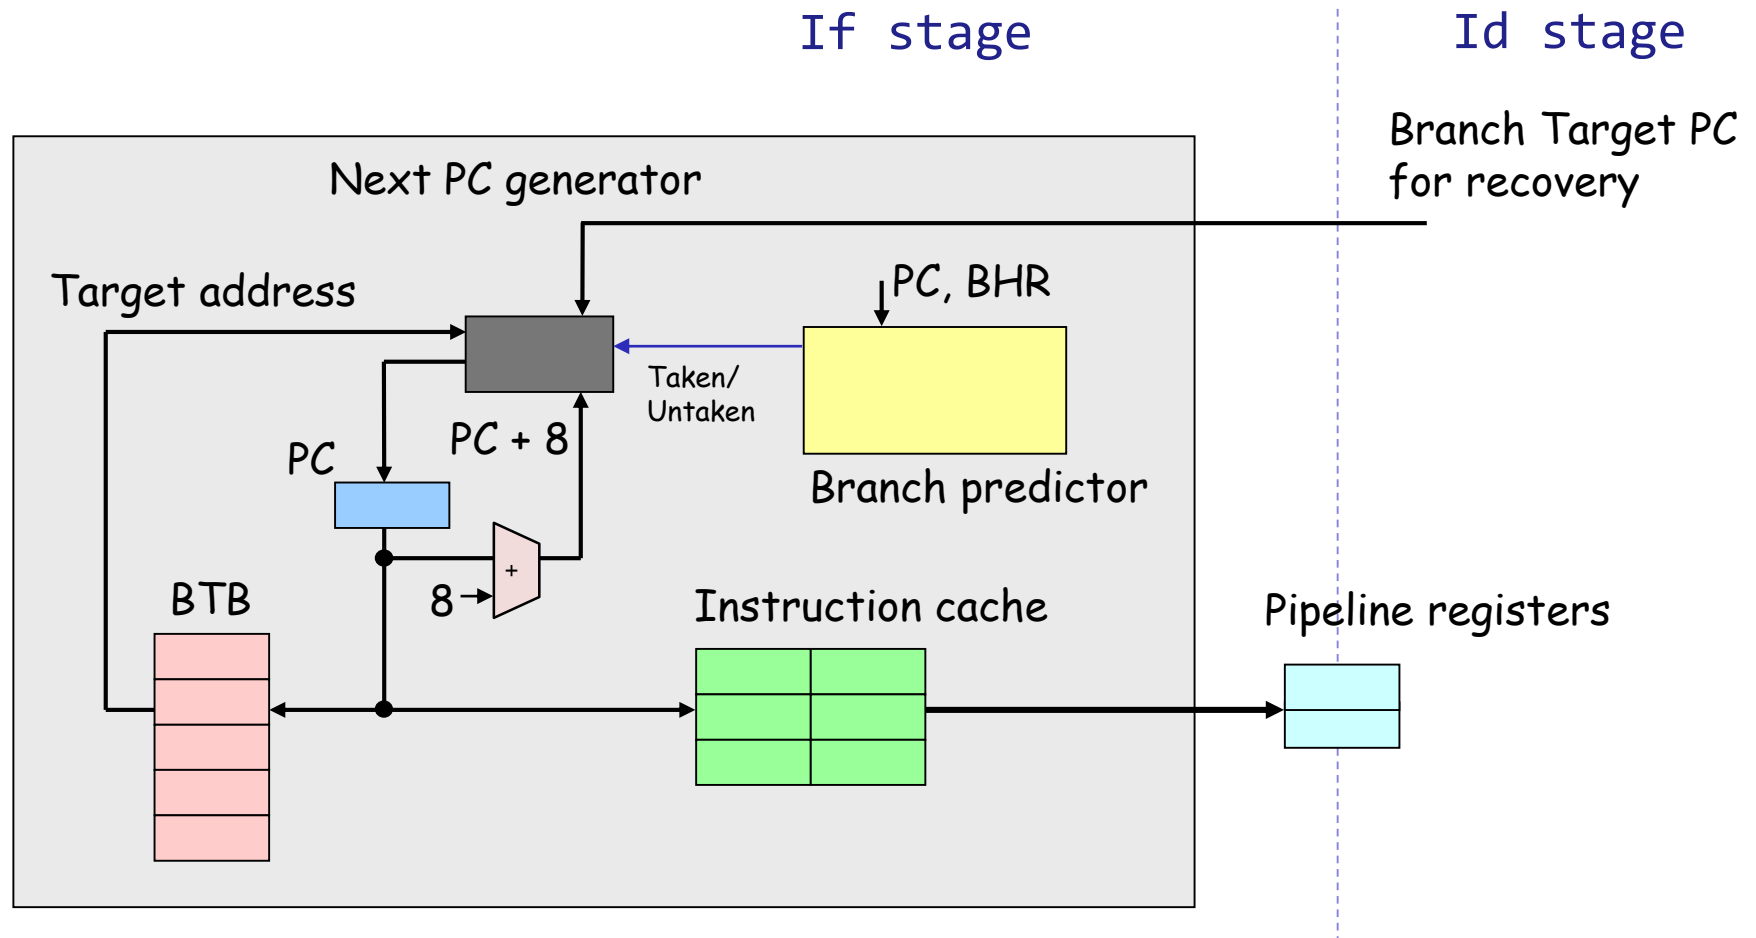 If stage
Id stage
Branch Target PC
for recovery
Next PC generator
Target address
PC, BHR
Taken/
Untaken
PC + 8
PC
Branch predictor
+
8
BTB
Instruction cache
Pipeline registers